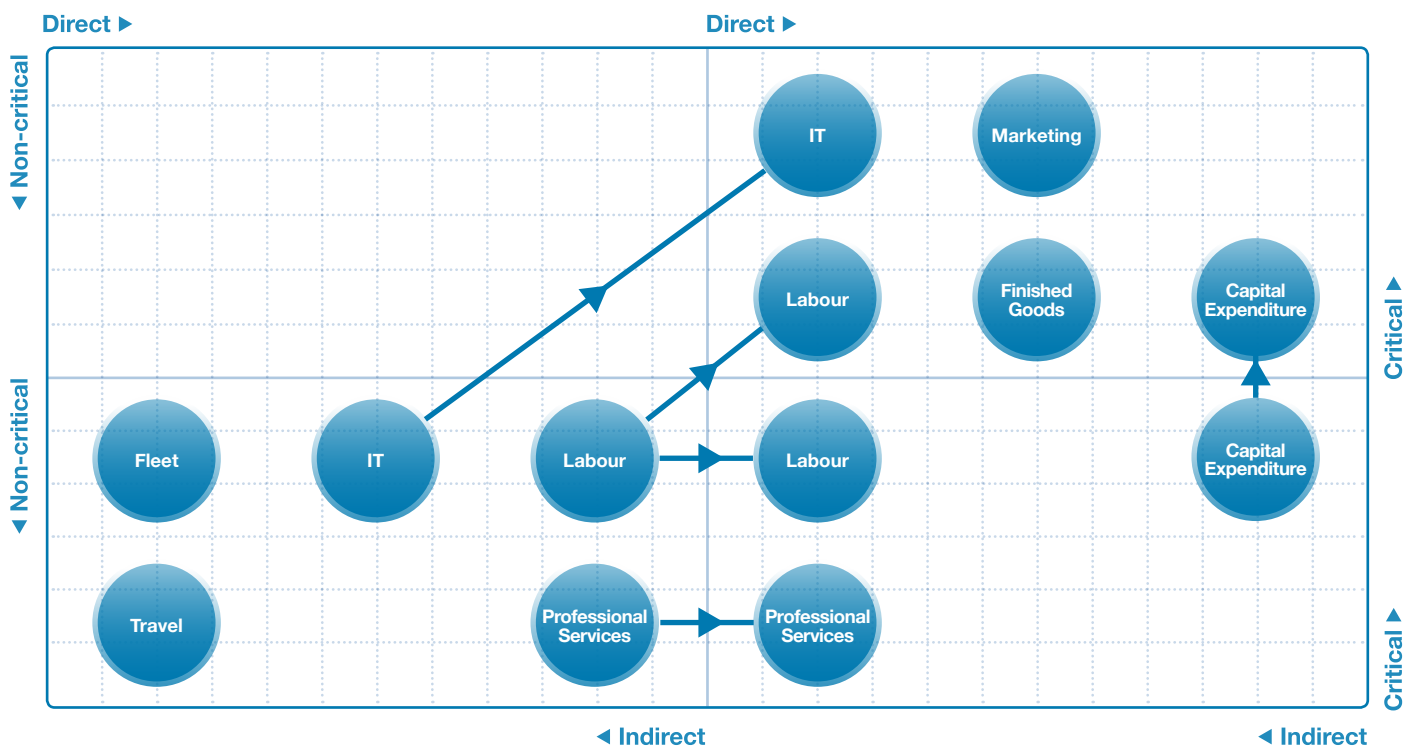 Direct ▶
Direct ▶
◀ Non-critical
IT
Marketing
Labour
Finished
Goods
Capital
Expenditure
Critical ▶
◀ Non-critical
Fleet
IT
Labour
Labour
Capital
Expenditure
Travel
Professional
Services
Professional
Services
Critical ▶
◀ Indirect
◀ Indirect